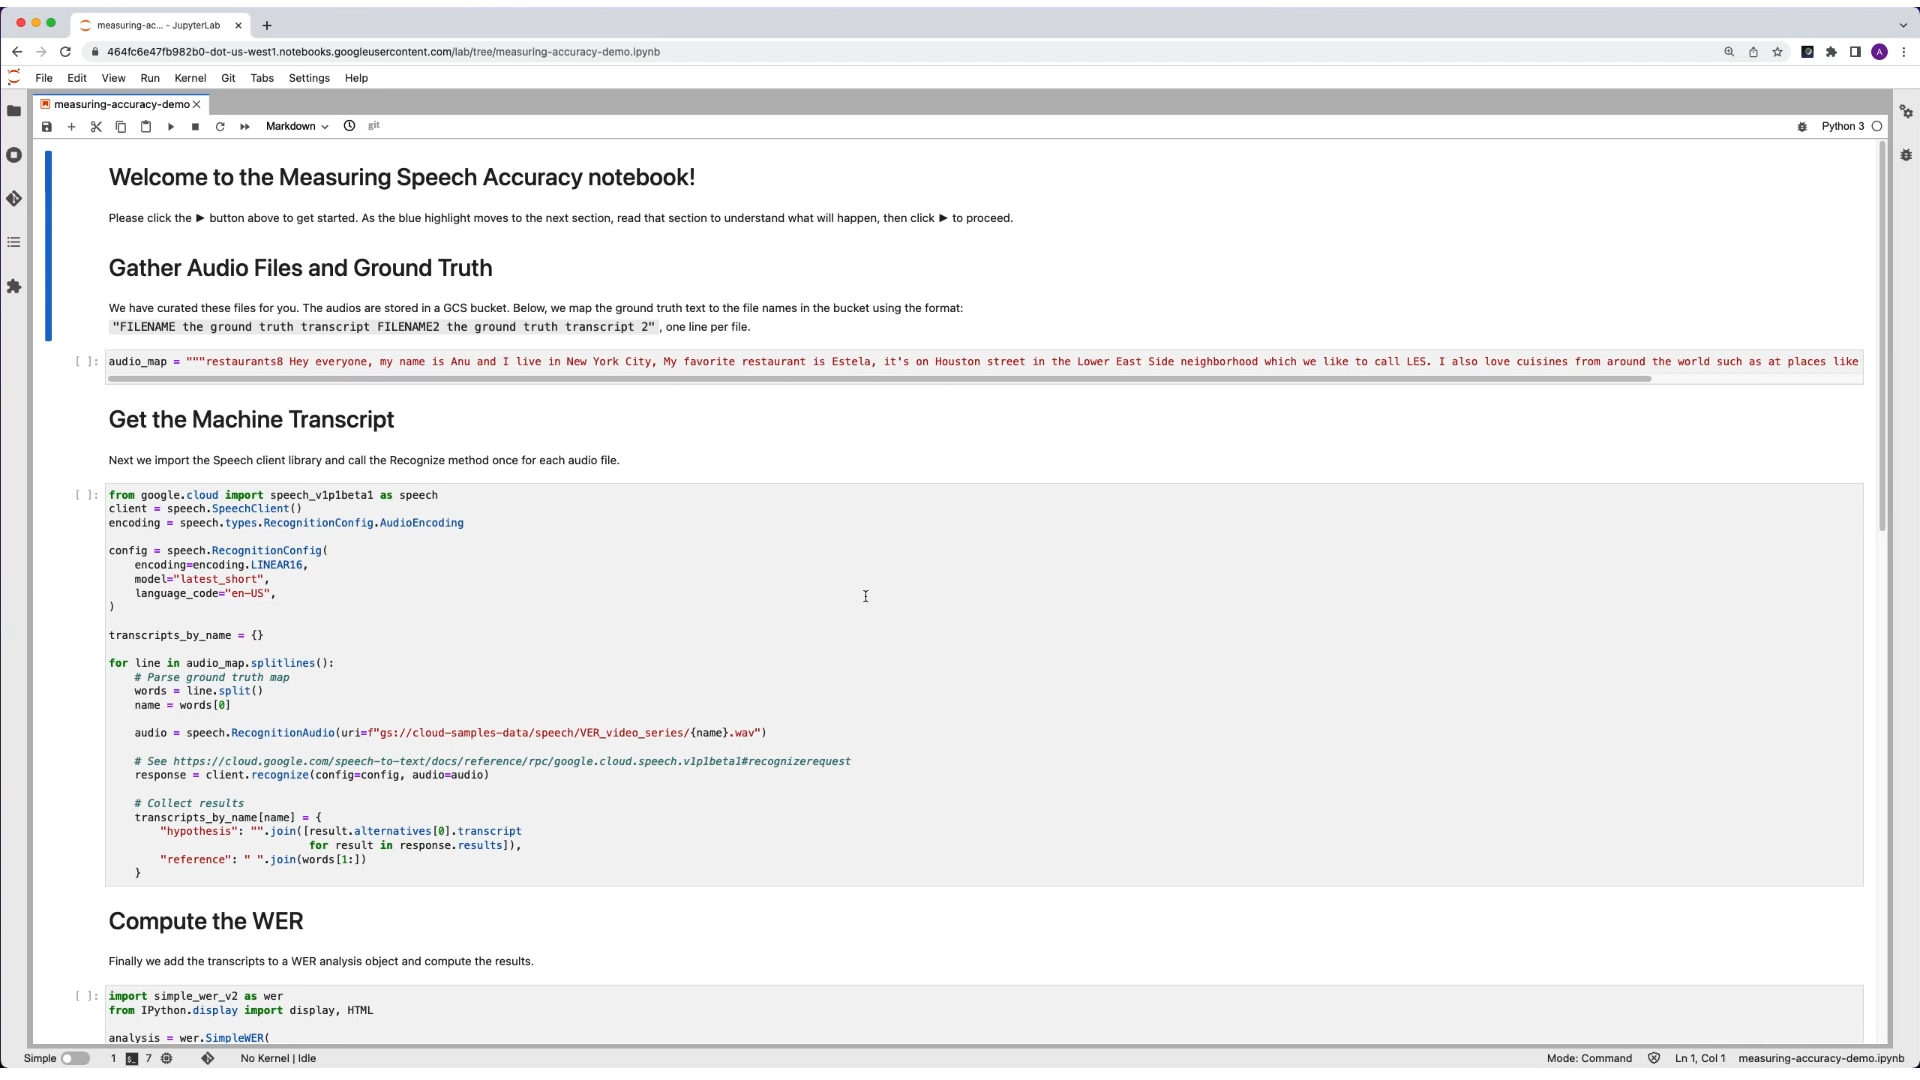 measuring-ac... - JupyterLab
464fc6e47fb982b0-dot-us-west1.notebooks.googleusercontent.com/lab/tree/measuring-accuracy-demo.ipynb
A
File Edit View Run Kernel Git Tabs Settings Help
measuring-accuracy-demo
Markdown git Python 3
Welcome to the Measuring Speech Accuracy notebook!
Please click the ► button above to get started. As the blue highlight moves to the next section, read that section to understand what will happen, then click ► to proceed.
Gather Audio Files and Ground Truth
We have curated these files for you. The audios are stored in a GCS bucket. Below, we map the ground truth text to the file names in the bucket using the format:
"FILENAME the ground truth transcript FILENAME2 the ground truth transcript 2" , one line per file.
[ ]: audio_map = """restaurants8 Hey everyone, my name is Anu and I live in New York City, My favorite restaurant is Estela, it's on Houston street in the Lower East Side neighborhood which we like to call LES. I also love cuisines from around the world such as at places like
Get the Machine Transcript
Next we import the Speech client library and call the Recognize method once for each audio file.
[ ]: from google.cloud import speech_v1p1beta1 as speech
client = speech.SpeechClient()
encoding = speech.types.RecognitionConfig.AudioEncoding
config = speech.RecognitionConfig(
    encoding=encoding.LINEAR16,
    model="latest_short",
    language_code="en-US",
)
transcripts_by_name = {}
for line in audio_map.splitlines():
    # Parse ground truth map
    words = line.split()
    name = words[0]
    audio = speech.RecognitionAudio(uri=f"gs://cloud-samples-data/speech/VER_video_series/{name}.wav")
    # See https://cloud.google.com/speech-to-text/docs/reference/rpc/google.cloud.speech.v1p1beta1#recognizerequest
    response = client.recognize(config=config, audio=audio)
    # Collect results
    transcripts_by_name[name] = {
        "hypothesis": "".join([result.alternatives[0].transcript
                               for result in response.results]),
        "reference": " ".join(words[1:])
    }
Compute the WER
Finally we add the transcripts to a WER analysis object and compute the results.
[ ]: import simple_wer_v2 as wer
from IPython.display import display, HTML
analysis = wer.SimpleWER(
Simple 1 7 No Kernel | Idle Mode: Command Ln 1, Col 1 measuring-accuracy-demo.ipynb